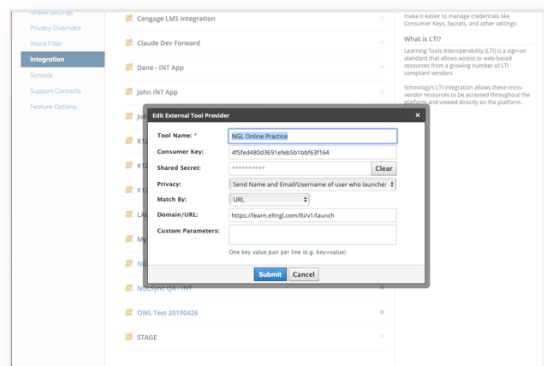 Privacy Overrides
Word Filter
Integration
Schools
Support Contacts
Feature Options
Cengage LMS Integration
Claude Dev Forward
Dane - INT App
John INT App
OWL Test 20190426
STAGE
make it easier to manage credentials like
Consumer Keys, Secrets, and other settings.
What is LTI?
Learning Tools Interoperability (LTI) is a sign-on
standard that allows access to web-based
resources from a growing number of LTI
compliant vendors.
Schoology's LTI integration allows these cross-
vendor resources to be accessed throughout the
platform and viewed directly on the platform.
Edit External Tool Provider
Tool Name: * NGL Online Practice
Consumer Key: 4f5fed480d3691efeb5b1bbf63f164
Shared Secret: ********** Clear
Privacy: Send Name and Email/Username of user who launches
Match By: URL
Domain/URL: https://learn.eltngl.com/lti/v1/launch
Custom Parameters:
One key value pair per line (e.g. key=value)
Submit Cancel